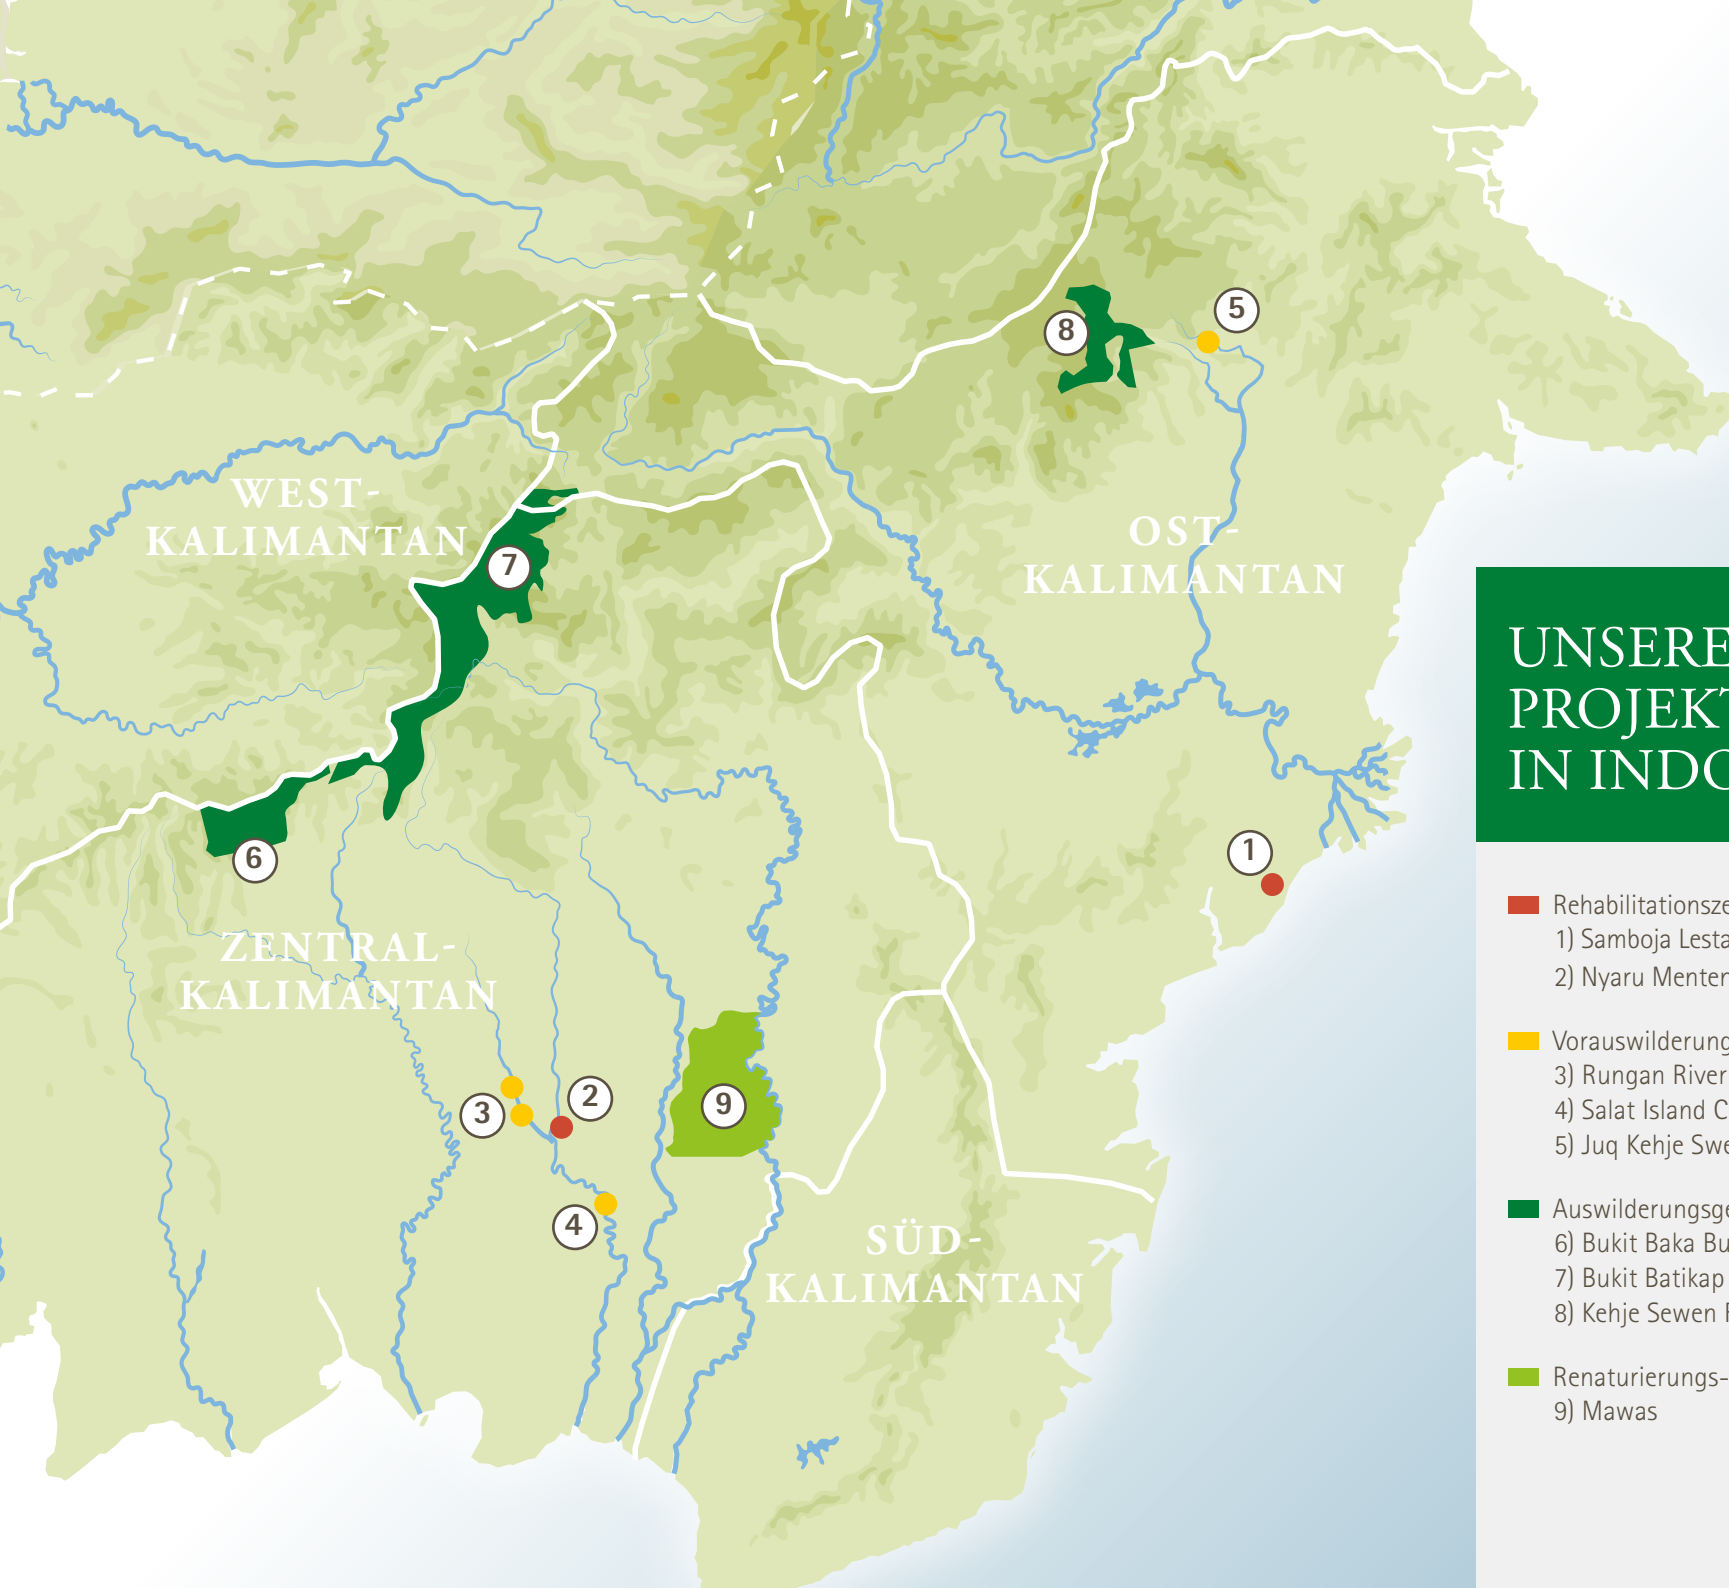 8
5
WEST-
KALIMANTAN
OST-
KALIMANTAN
7
UNSERE
PROJEKT
IN INDO
1
6
Rehabilitationsze
1) Samboja Lesta
2) Nyaru Menten
ZENTRAL-
KALIMANTAN
Vorauswilderung
3) Rungan River
4) Salat Island C
5) Juq Kehje Swe
3
2
9
4
Auswilderungsge
6) Bukit Baka Bu
7) Bukit Batikap
8) Kehje Sewen
SÜD-
KALIMANTAN
Renaturierungs-
9) Mawas